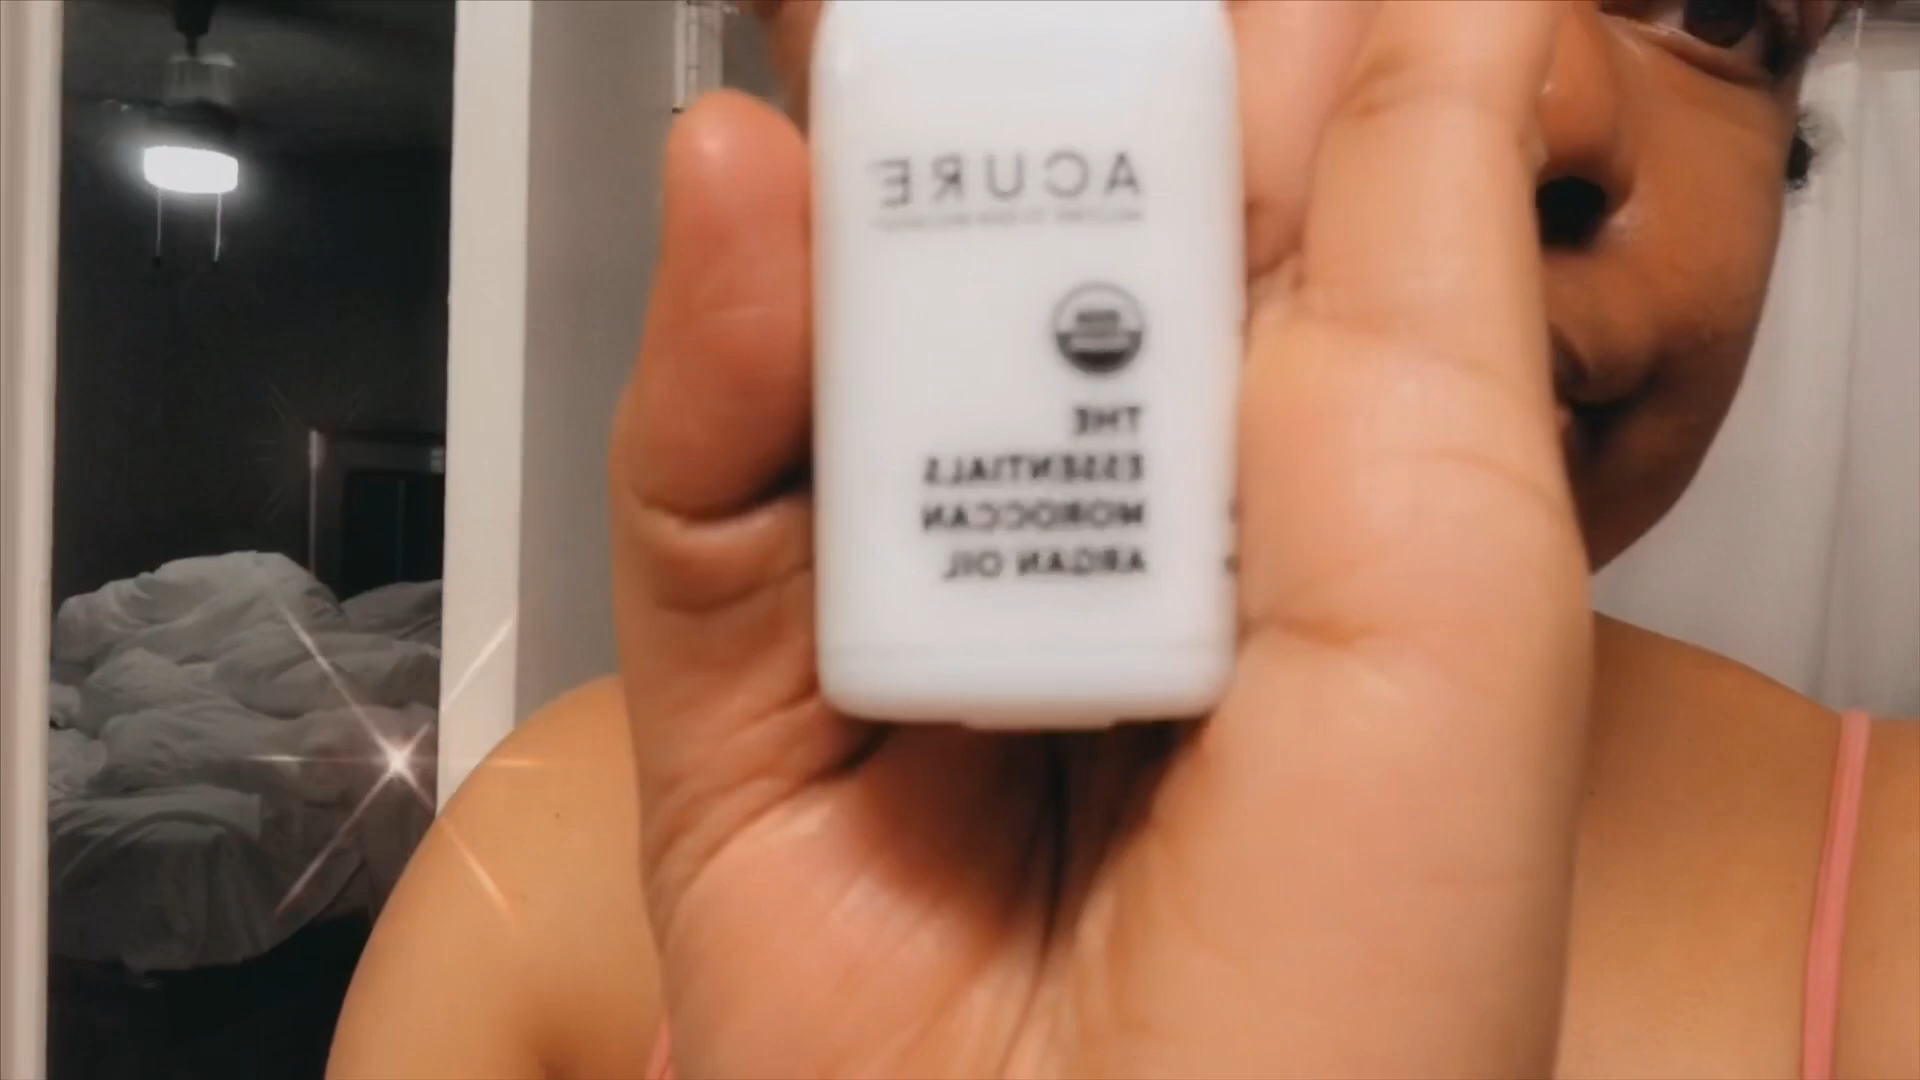 ACURE
THE
ESSENTIALS
MOROCCAN
ARGAN OIL